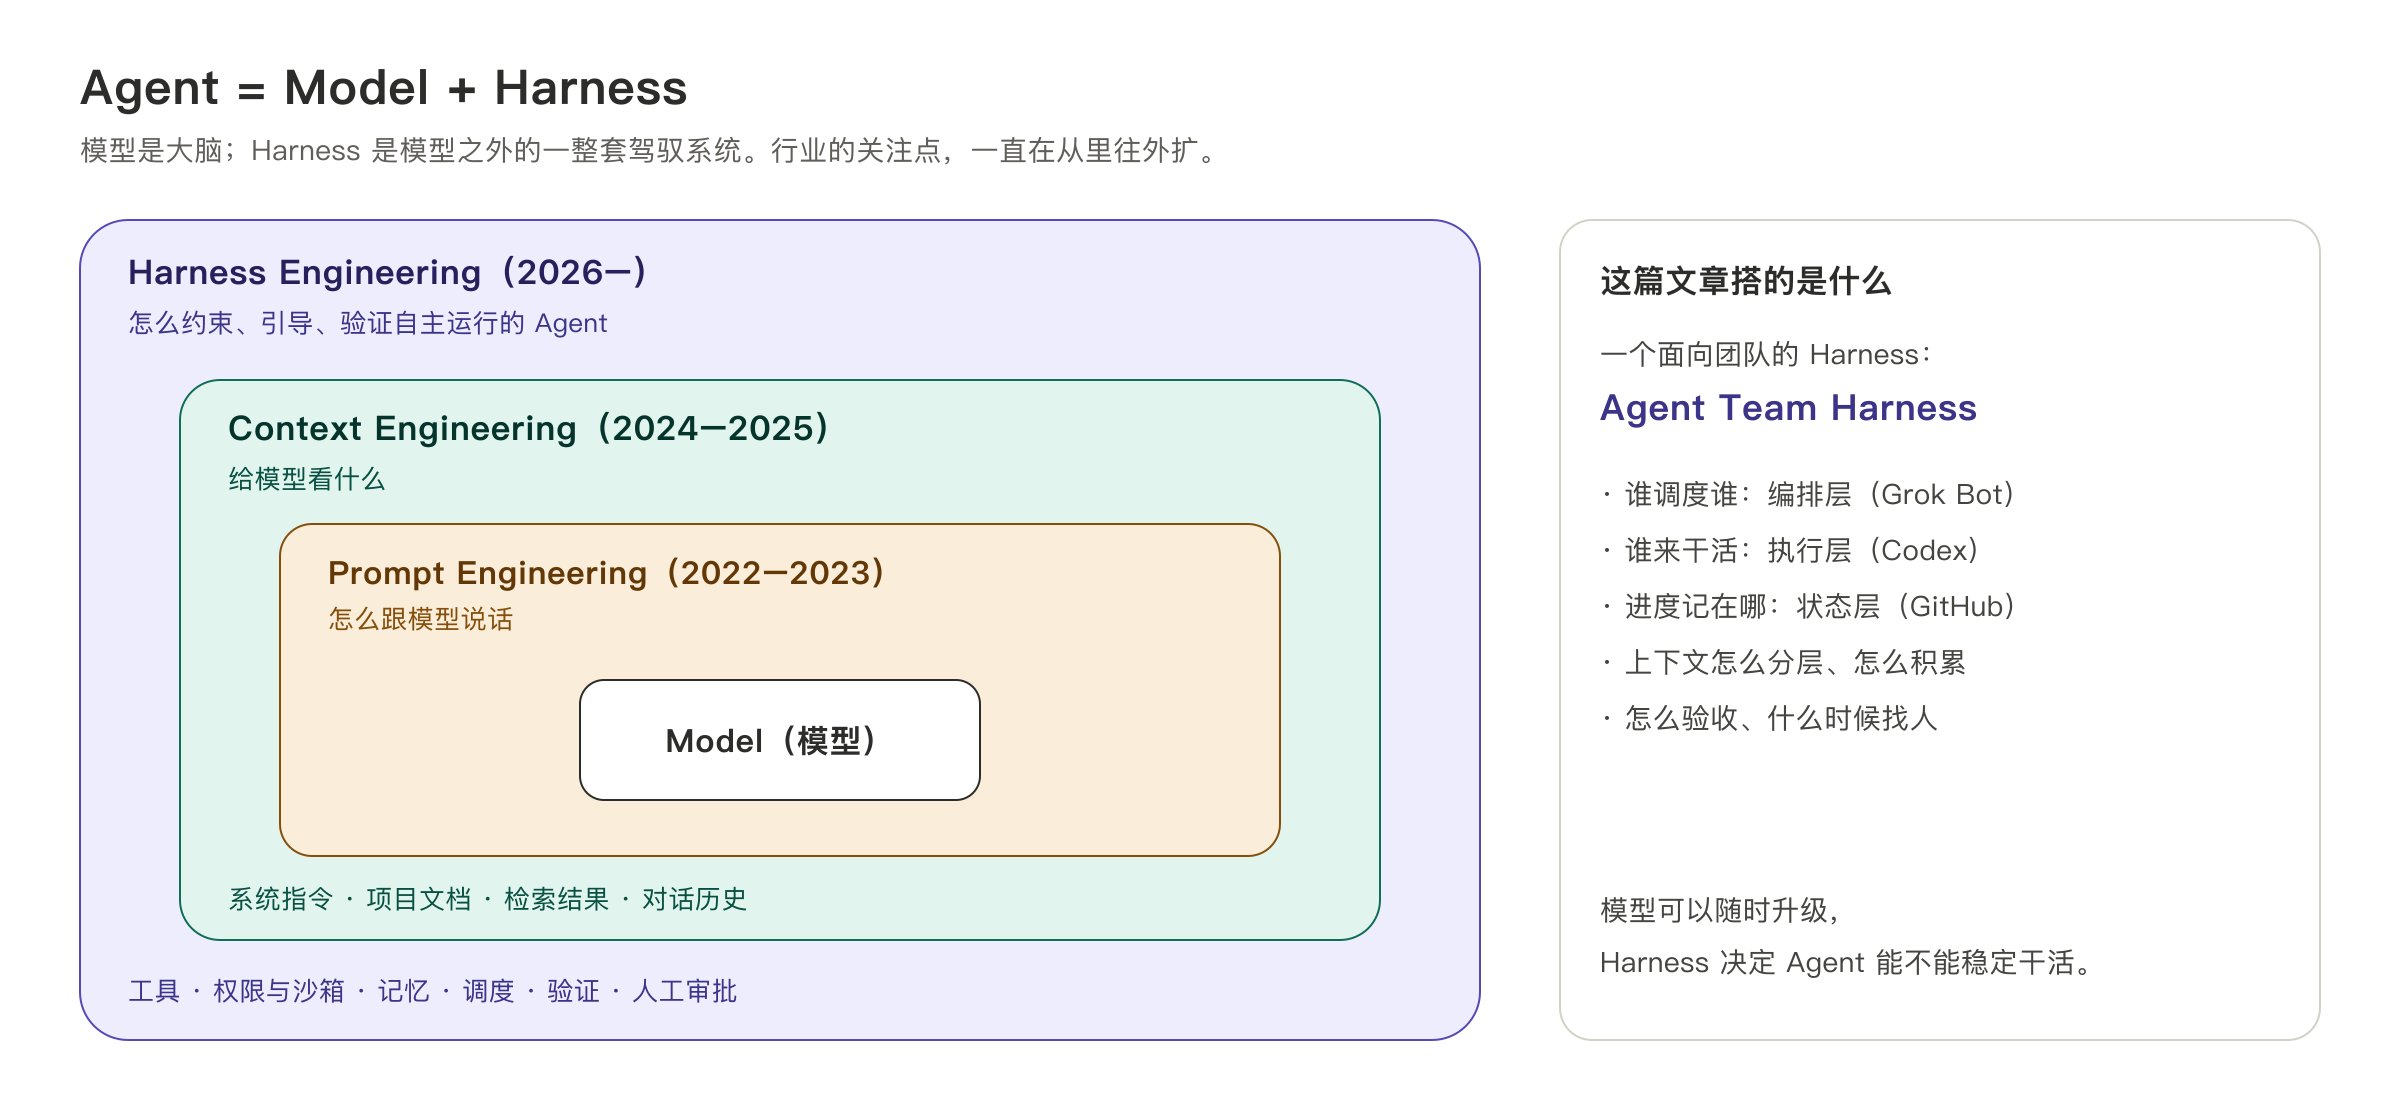 Agent = Model + Harness
模型是大脑；Harness 是模型之外的一整套驾驭系统。行业的关注点，一直在从里往外扩。
Harness Engineering（2026—）
怎么约束、引导、验证自主运行的 Agent
Context Engineering（2024—2025）
给模型看什么
Prompt Engineering（2022—2023）
怎么跟模型说话
Model（模型）
系统指令 · 项目文档 · 检索结果 · 对话历史
工具 · 权限与沙箱 · 记忆 · 调度 · 验证 · 人工审批
这篇文章搭的是什么
一个面向团队的 Harness：
Agent Team Harness
· 谁调度谁：编排层（Grok Bot）
· 谁来干活：执行层（Codex）
· 进度记在哪：状态层（GitHub）
· 上下文怎么分层、怎么积累
· 怎么验收、什么时候找人
模型可以随时升级，
Harness 决定 Agent 能不能稳定干活。